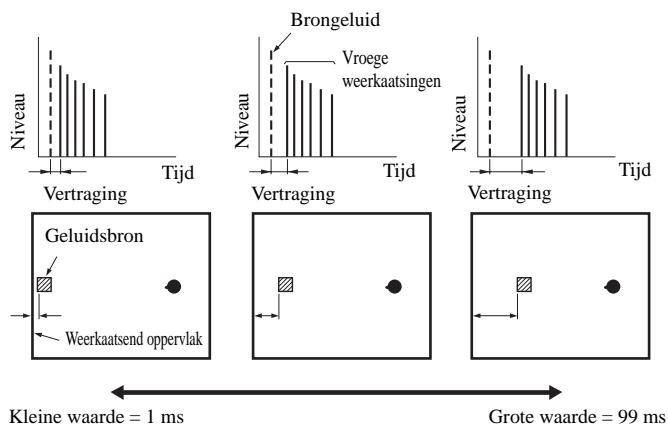 Brongeluid
Vroege
weerkaatsingen
Niveau
Tijd
Vertraging
Niveau
Tijd
Vertraging
Niveau
Tijd
Vertraging
Geluidsbron
Weerkaatsend oppervlak
Kleine waarde = 1 ms
Grote waarde = 99 ms